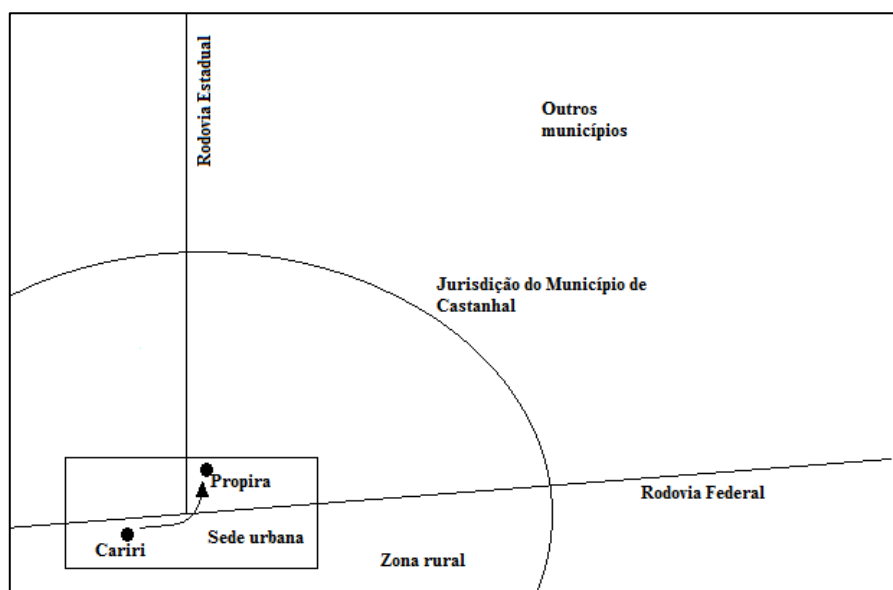 Rodovia Estadual
Outros
municípios
Jurisdição do Município de
Castanhal
Propira
Rodovia Federal
Sede urbana
Cariri
Zona rural